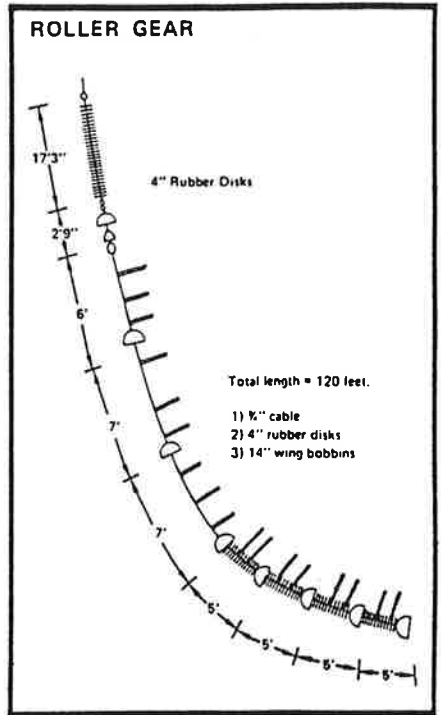 ROLLER GEAR
17'3"
4" Rubber Disks
2'9"
6'
7'
Total length = 120 feet.
1) ¾" cable
2) 4" rubber disks
3) 14" wing bobbins
7'
5'
5'
5'
5'